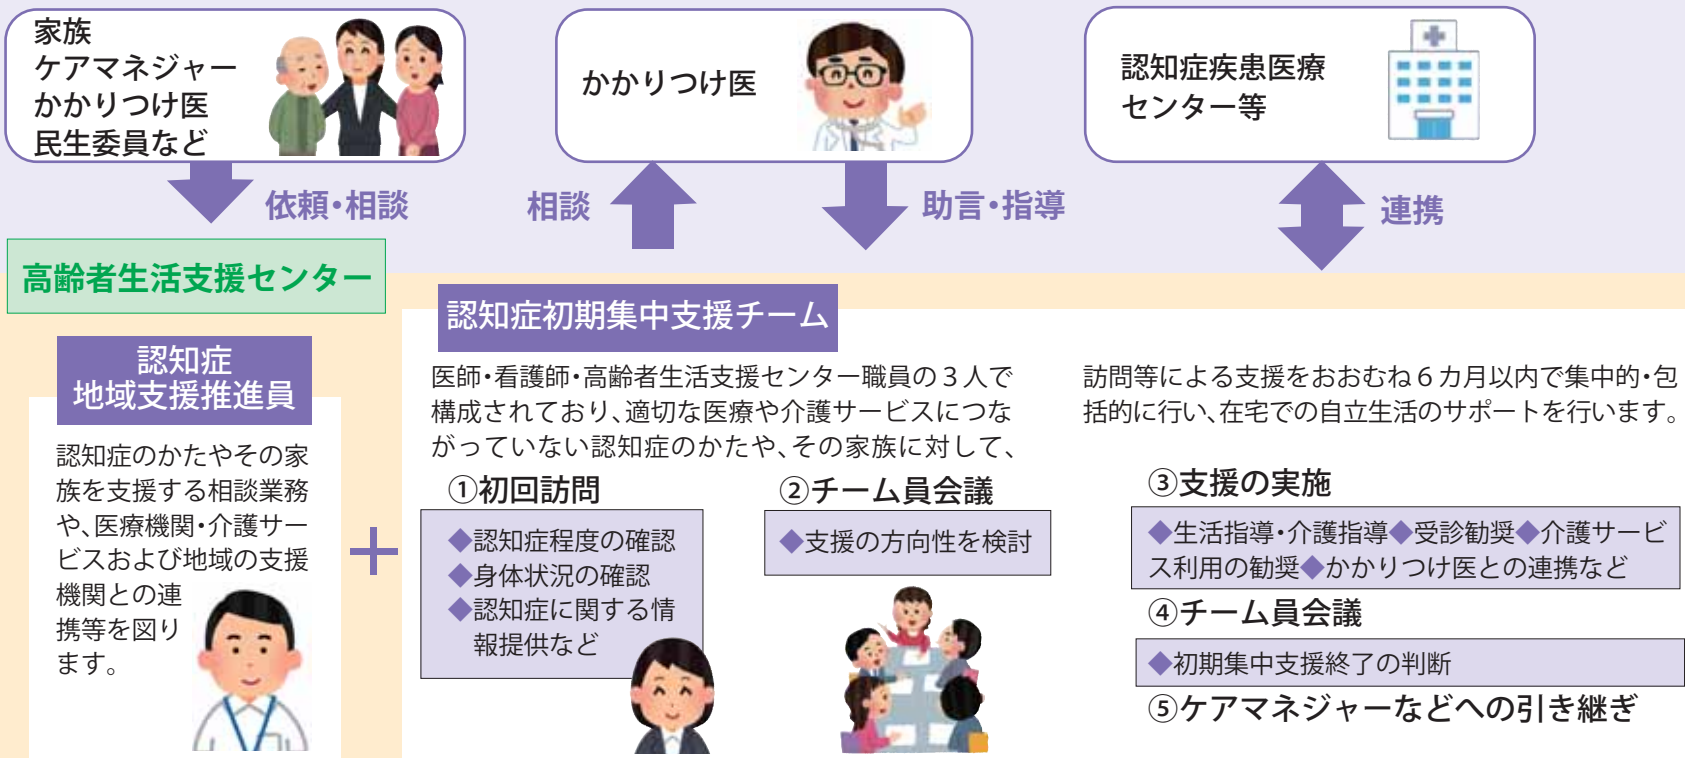 家族
ケアマネジャー
かかりつけ医
民生委員など
かかりつけ医
認知症疾患医療
センター等
依頼・相談
相談
助言・指導
連携
高齢者生活支援センター
認知症
地域支援推進員
認知症のかたやその家
族を支援する相談業務
や、医療機関・介護サー
ビスおよび地域の支援
機関との連
携等を図り
ます。
＋
認知症初期集中支援チーム
医師・看護師・高齢者生活支援センター職員の３人で
構成されており、適切な医療や介護サービスにつな
がっていない認知症のかたや、その家族に対して、
訪問等による支援をおおむね６カ月以内で集中的・包
括的に行い、在宅での自立生活のサポートを行います。
①初回訪問
◆認知症程度の確認
◆身体状況の確認
◆認知症に関する情
報提供など
②チーム員会議
◆支援の方向性を検討
③支援の実施
◆生活指導・介護指導◆受診勧奨◆介護サービ
ス利用の勧奨◆かかりつけ医との連携など
④チーム員会議
◆初期集中支援終了の判断
⑤ケアマネジャーなどへの引き継ぎ